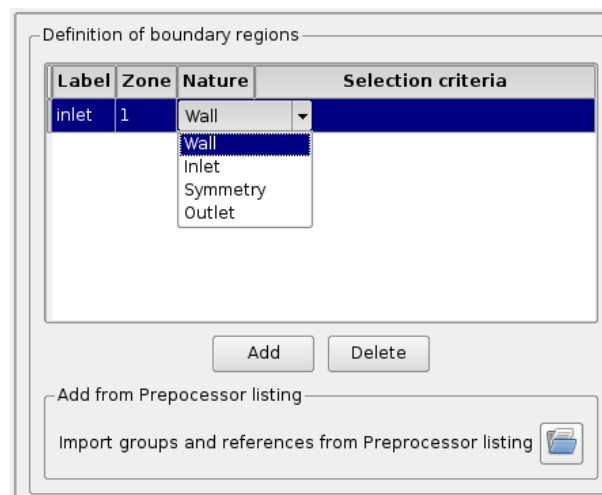 Definition of boundary regions
Label Zone Nature Selection criteria
inlet 1 Wall
Wall
Inlet
Symmetry
Outlet
Add Delete
Add from Prepocessor listing
Import groups and references from Preprocessor listing